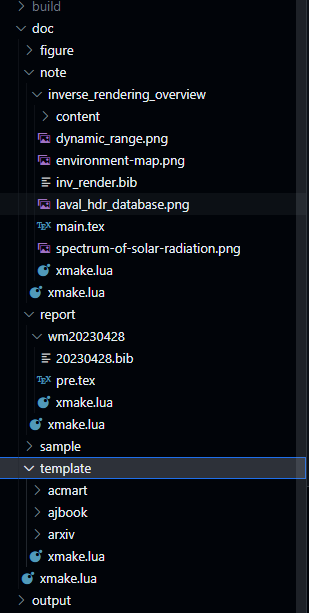 build
doc
figure
note
inverse_rendering_overview
content
dynamic_range.png
environment-map.png
inv_render.bib
laval_hdr_database.png
TEX main.tex
spectrum-of-solar-radiation.png
xmake.lua
xmake.lua
report
wm20230428
20230428.bib
TEX pre.tex
xmake.lua
xmake.lua
sample
template
acmart
ajbook
arxiv
xmake.lua
xmake.lua
output